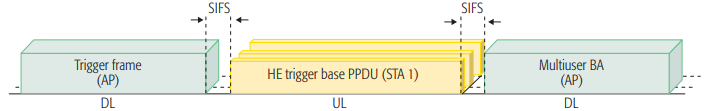 SIFS
SIFS
Trigger frame
(AP)
HE trigger base PPDU (STA 1)
Multiuser BA
(AP)
DL
UL
DL